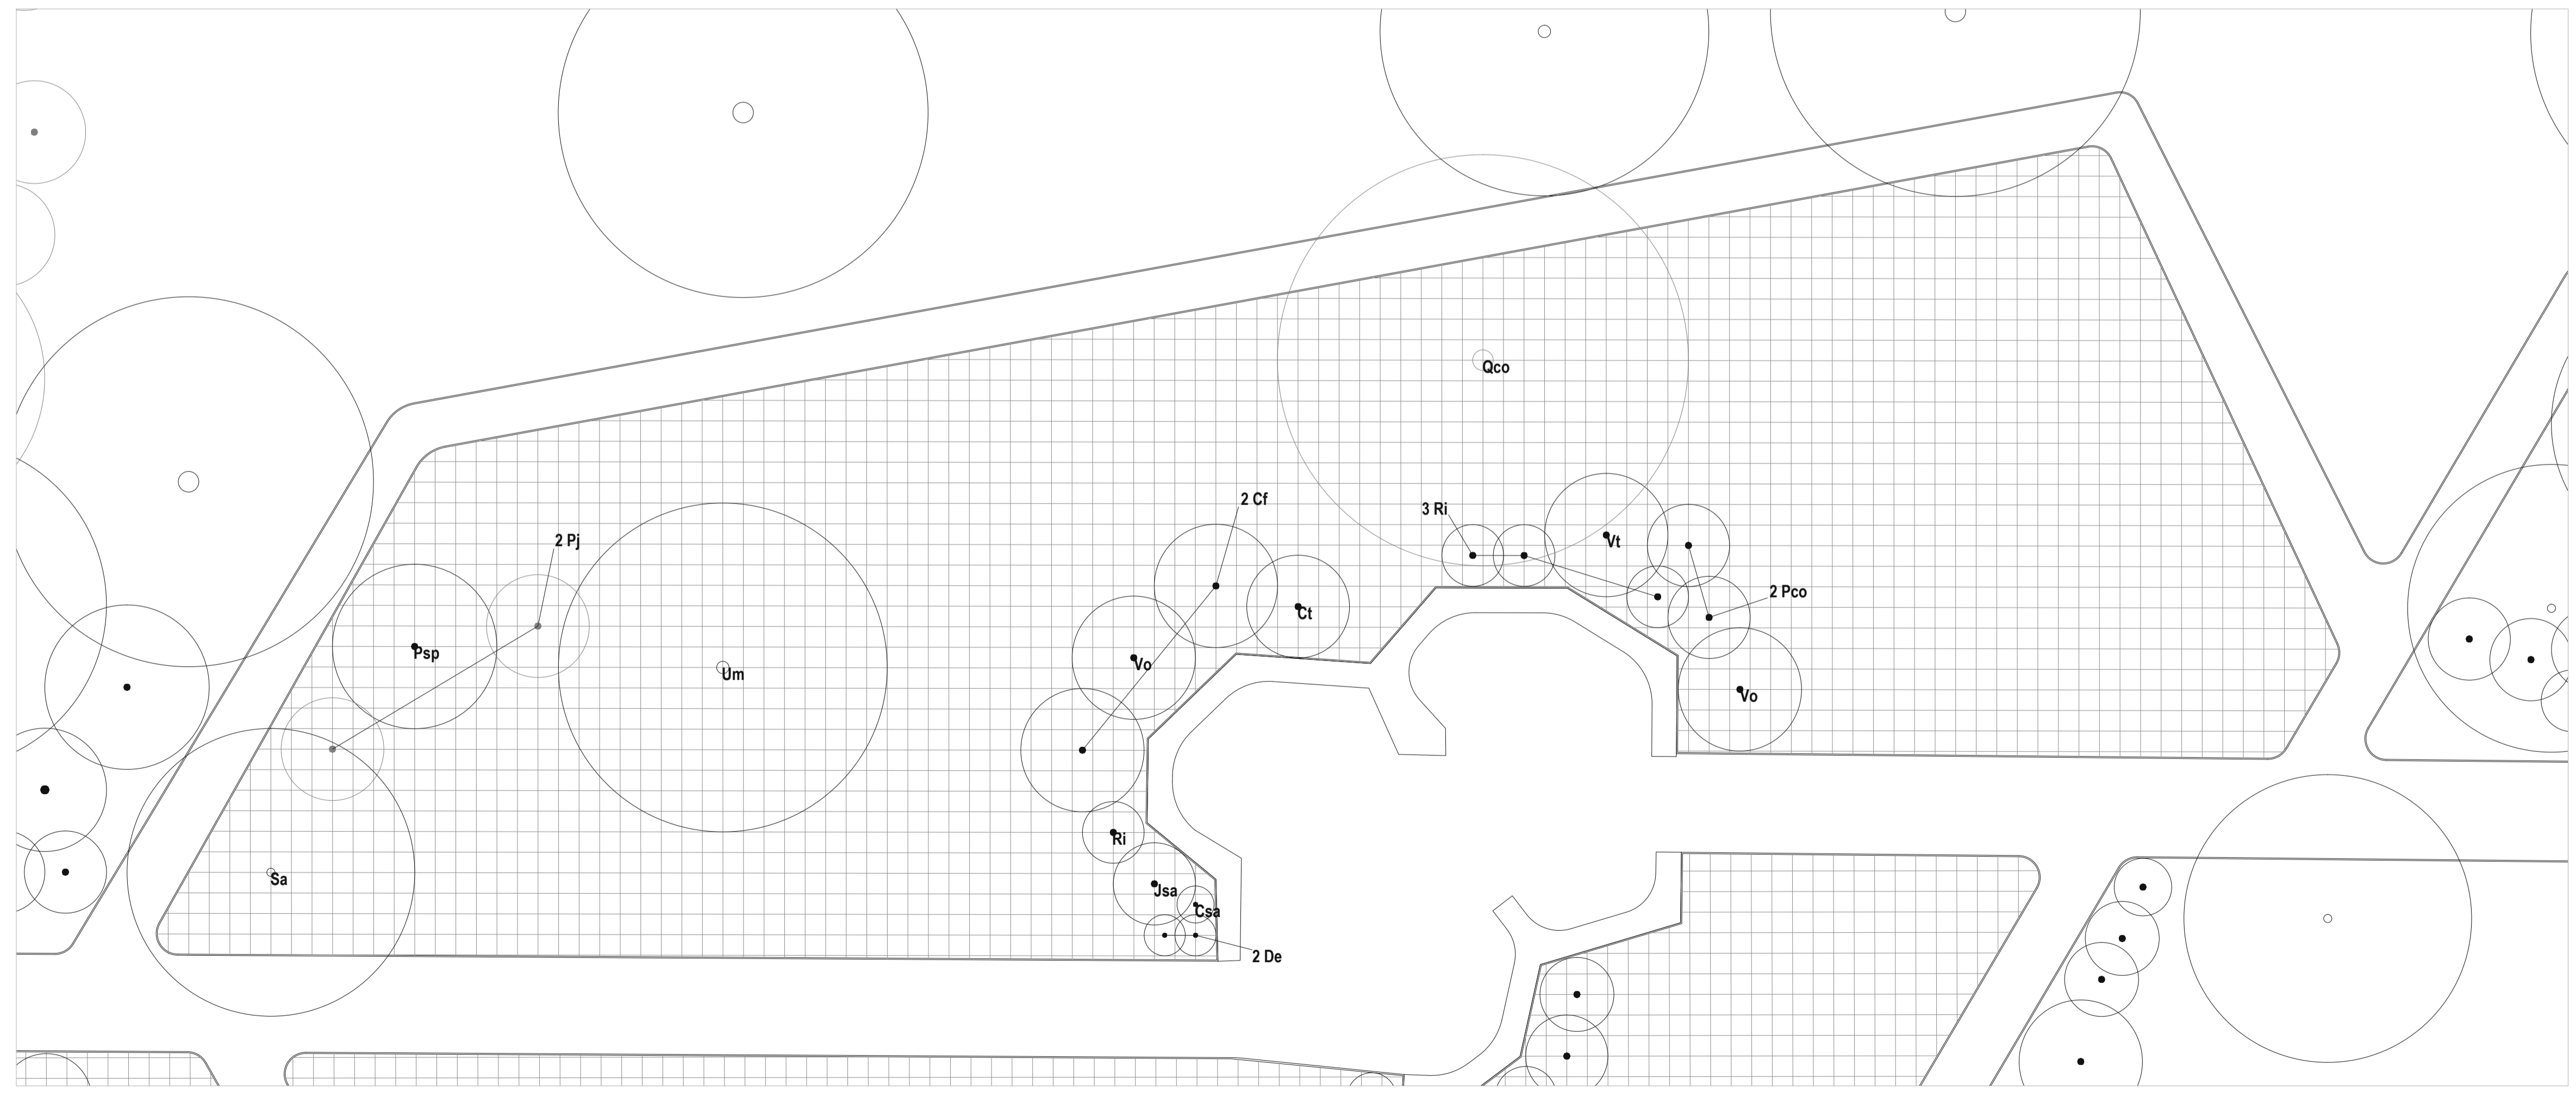 Qco
2 Cf
3 Ri
2 Pj
Vt
2 Pco
Ct
Psp
Vo
Um
Vo
Ri
Sa
Jsa
Csa
2 De